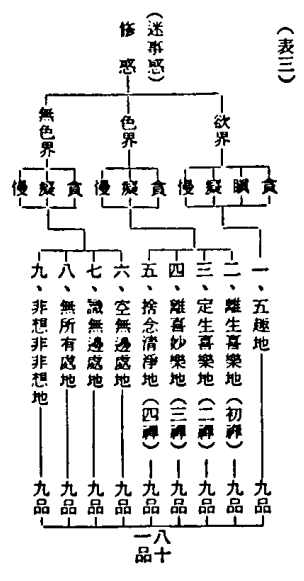 （表三）
（迷事惑）
修惑
欲界
貪
瞋
癡
慢
色界
貪
癡
慢
無色界
貪
癡
慢
一、五趣地 九品
二、離生喜樂地（初禪） 九品
三、定生喜樂地（二禪） 九品
四、離喜妙樂地（三禪） 九品
五、捨念清淨地（四禪） 九品
六、空無邊處地 九品
七、識無邊處地 九品
八、無所有處地 九品
九、非想非非想地 九品
八十一品